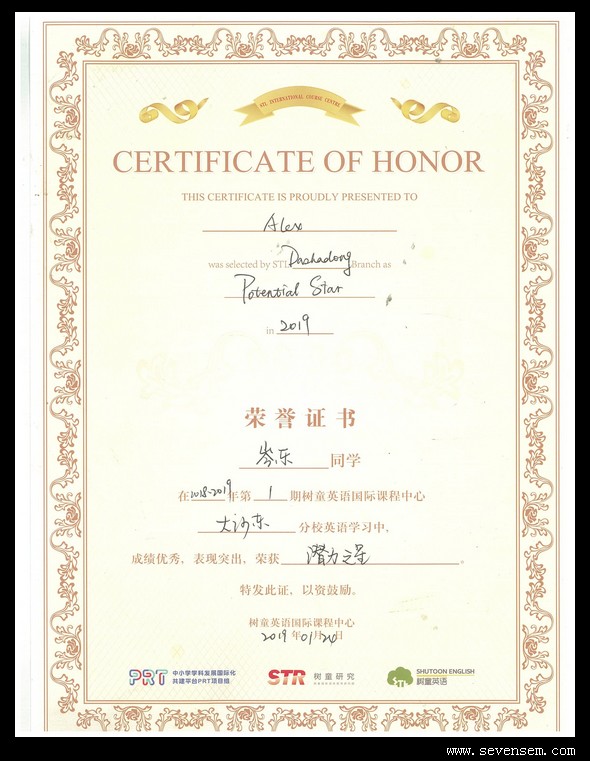 STL INTERNATIONAL COURSE CENTRE
CERTIFICATE OF HONOR
THIS CERTIFICATE IS PROUDLY PRESENTED TO
Alex
was selected by STL Dashadong Branch as
Potential Star
in 2019
荣誉证书
岑乐 同学
在2018-2019年第 1 期树童英语国际课程中心
大沙东 分校英语学习中,
成绩优秀、表现突出,荣获 潜力之星 。
特发此证,以资鼓励。
树童英语国际课程中心
2019年01月24日
PRT 中小学学科发展国际化
共建平台PRT项目组
STR 树童研究
STL SHUTOON ENGLISH
树童英语
www.sevensem.com